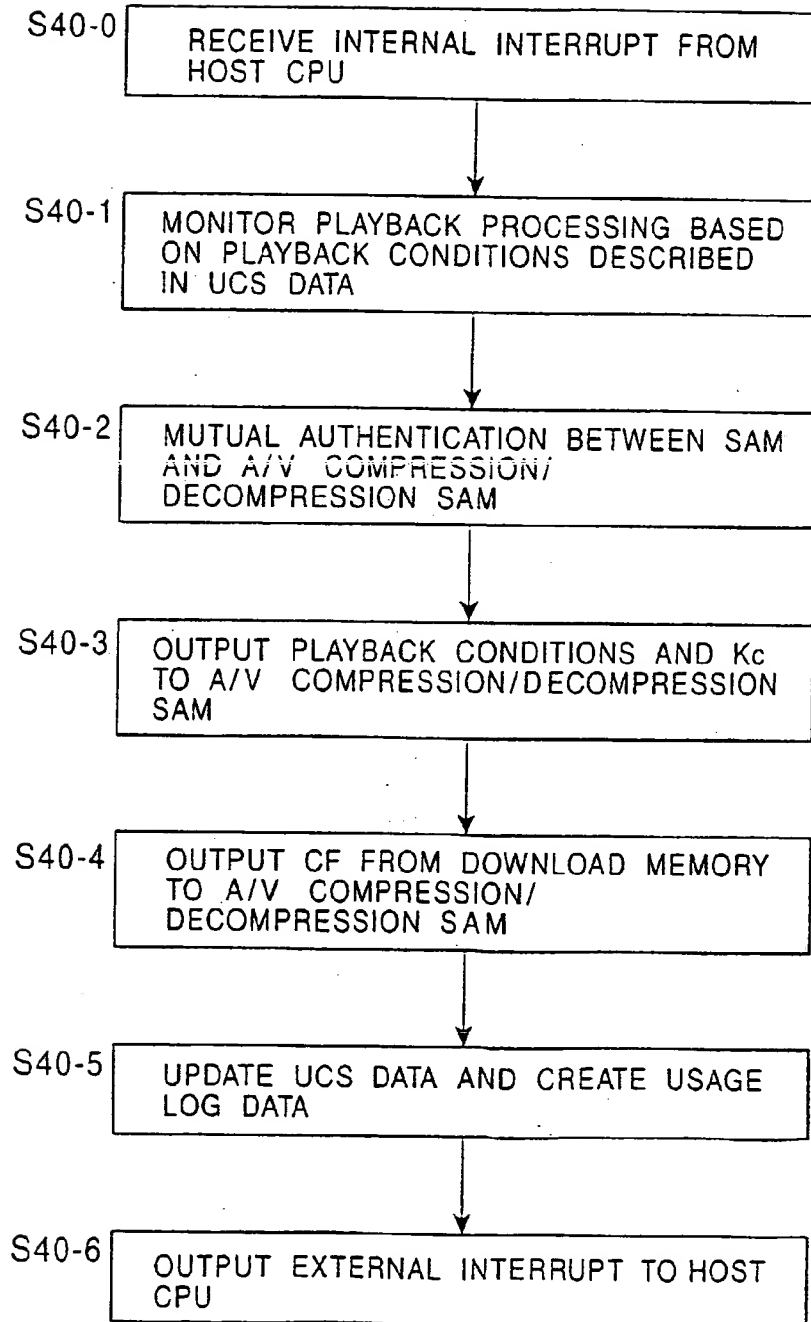 S40-0
RECEIVE INTERNAL INTERRUPT FROM
HOST CPU
S40-1
MONITOR PLAYBACK PROCESSING BASED
ON PLAYBACK CONDITIONS DESCRIBED
IN UCS DATA
S40-2
MUTUAL AUTHENTICATION BETWEEN SAM
AND A/V COMPRESSION/
DECOMPRESSION SAM
S40-3
OUTPUT PLAYBACK CONDITIONS AND Kc
TO A/V COMPRESSION/DECOMPRESSION
SAM
S40-4
OUTPUT CF FROM DOWNLOAD MEMORY
TO A/V COMPRESSION/
DECOMPRESSION SAM
S40-5
UPDATE UCS DATA AND CREATE USAGE
LOG DATA
S40-6
OUTPUT EXTERNAL INTERRUPT TO HOST
CPU